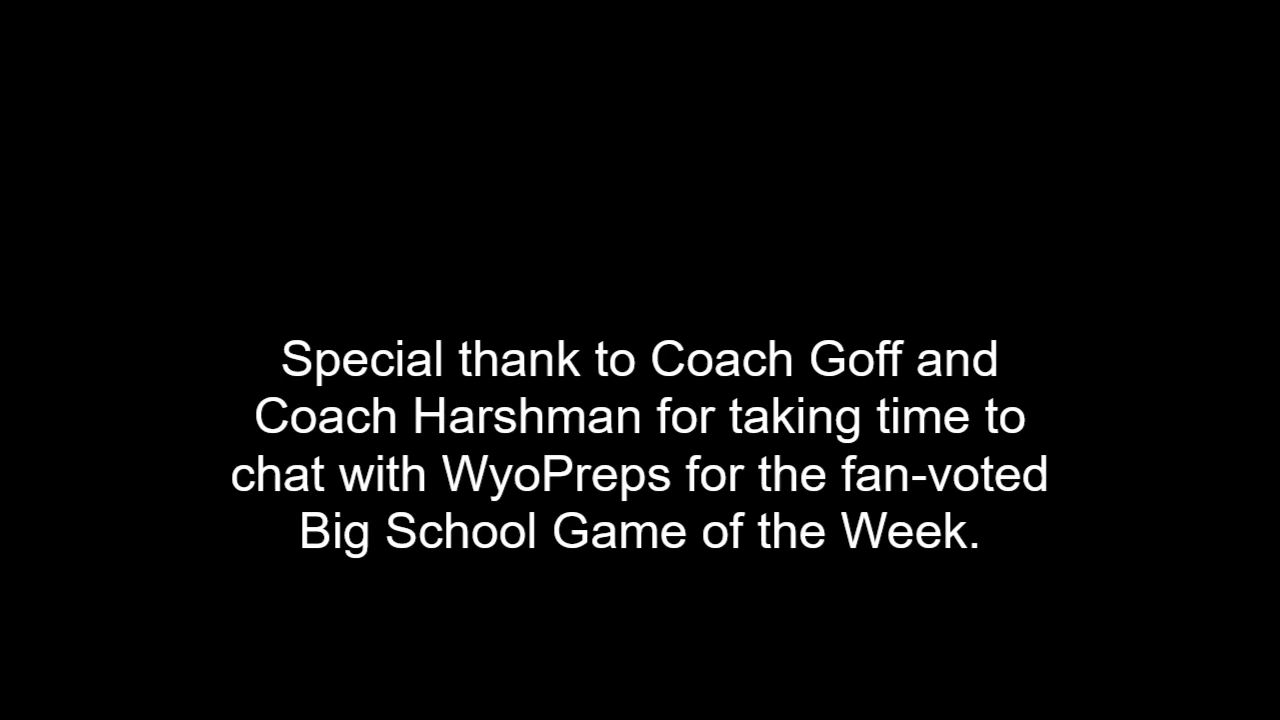 Special thank to Coach Goff and
Coach Harshman for taking time to
chat with WyoPreps for the fan-voted
Big School Game of the Week.